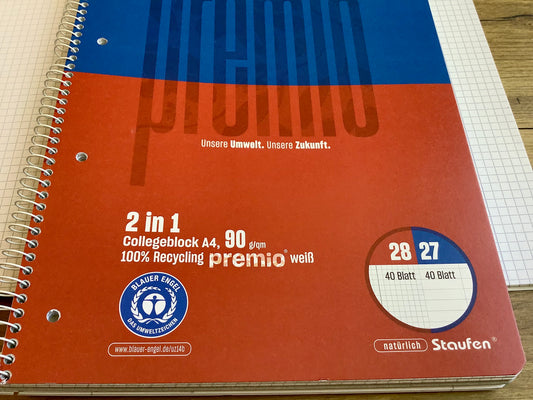 premio
Unsere Umwelt. Unsere Zukunft.
2 in 1
Collegeblock A4, 90 g/qm
100% Recycling premio® weiß
BLAUER ENGEL
DAS UMWELTZEICHEN
www.blauer-engel.de/uz14b
28 27
40 Blatt 40 Blatt
natürlich Staufen®